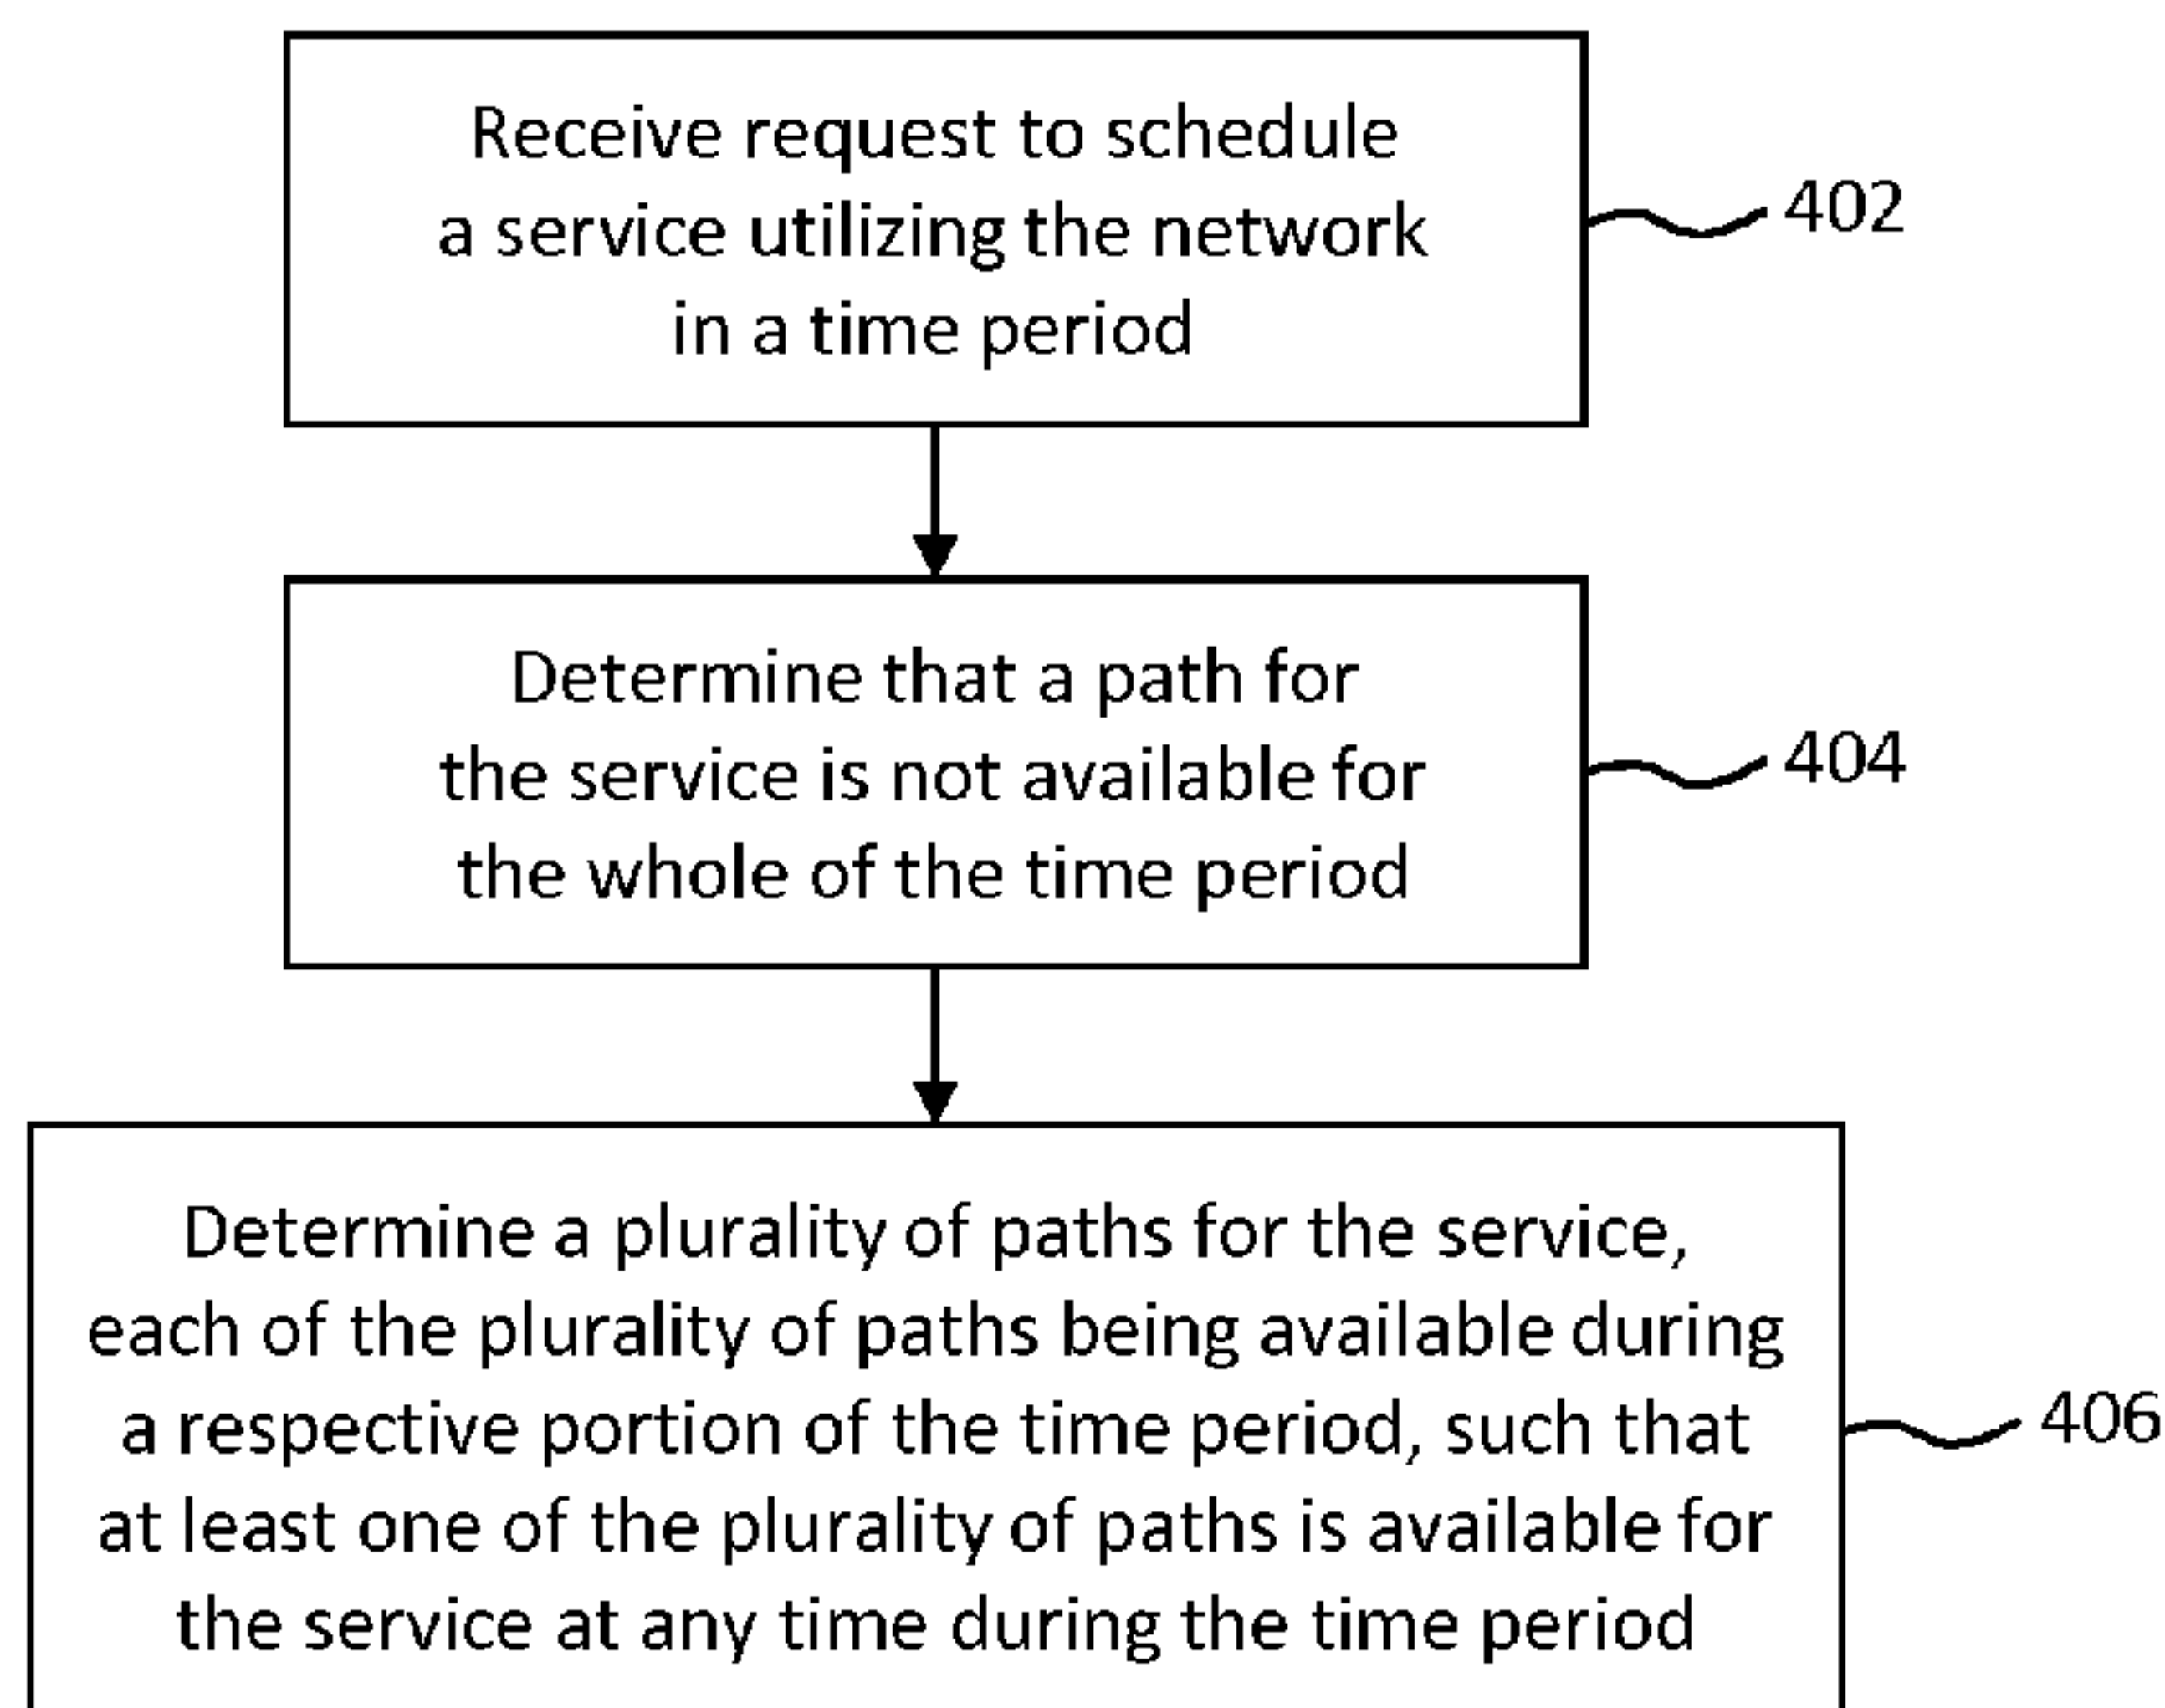 Receive request to schedule
a service utilizing the network
in a time period
402
Determine that a path for
the service is not available for
the whole of the time period
404
Determine a plurality of paths for the service,
each of the plurality of paths being available during
a respective portion of the time period, such that
at least one of the plurality of paths is available for
the service at any time during the time period
406